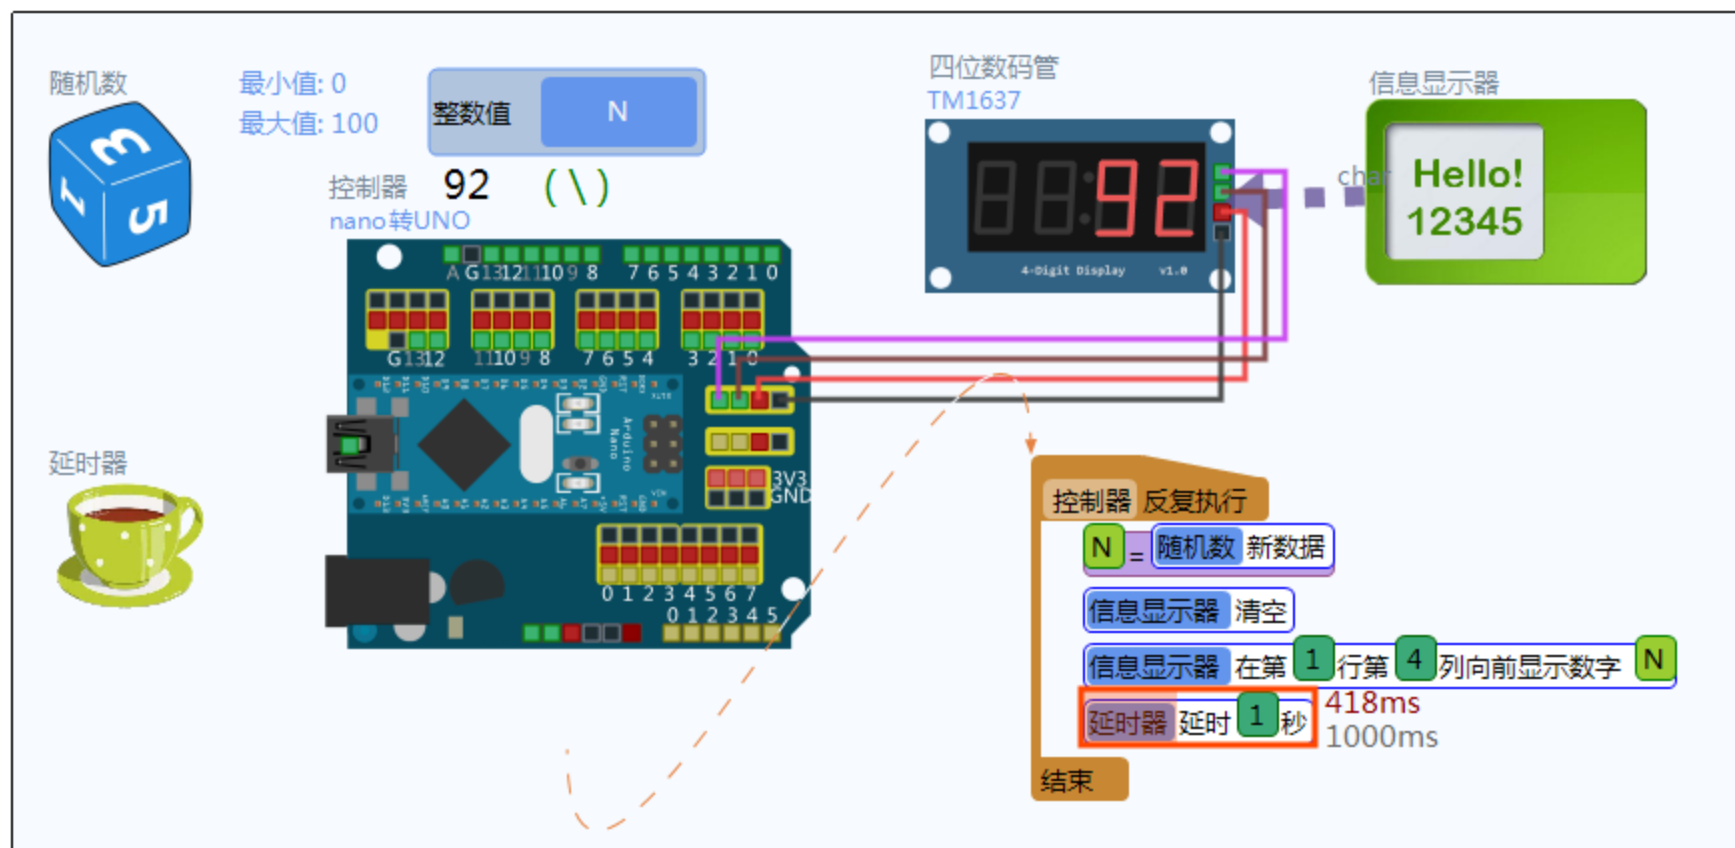 随机数
最小值: 0
最大值: 100
整数值 N
四位数码管
TM1637
信息显示器
控制器 92 (\)
nano转UNO
92
char
Hello!
12345
4-Digit Display v1.0
A G 13 12 11 10 9 8 7 6 5 4 3 2 1 0
G 13 12 11 10 9 8 7 6 5 4 3 2 1 0
Arduino
Nano
3V3
GND
延时器
0 1 2 3 4 5 6 7
0 1 2 3 4 5
控制器 反复执行
N = 随机数 新数据
信息显示器 清空
信息显示器 在第 1 行第 4 列向前显示数字 N
延时器 延时 1 秒 418ms
1000ms
结束
3
1 5